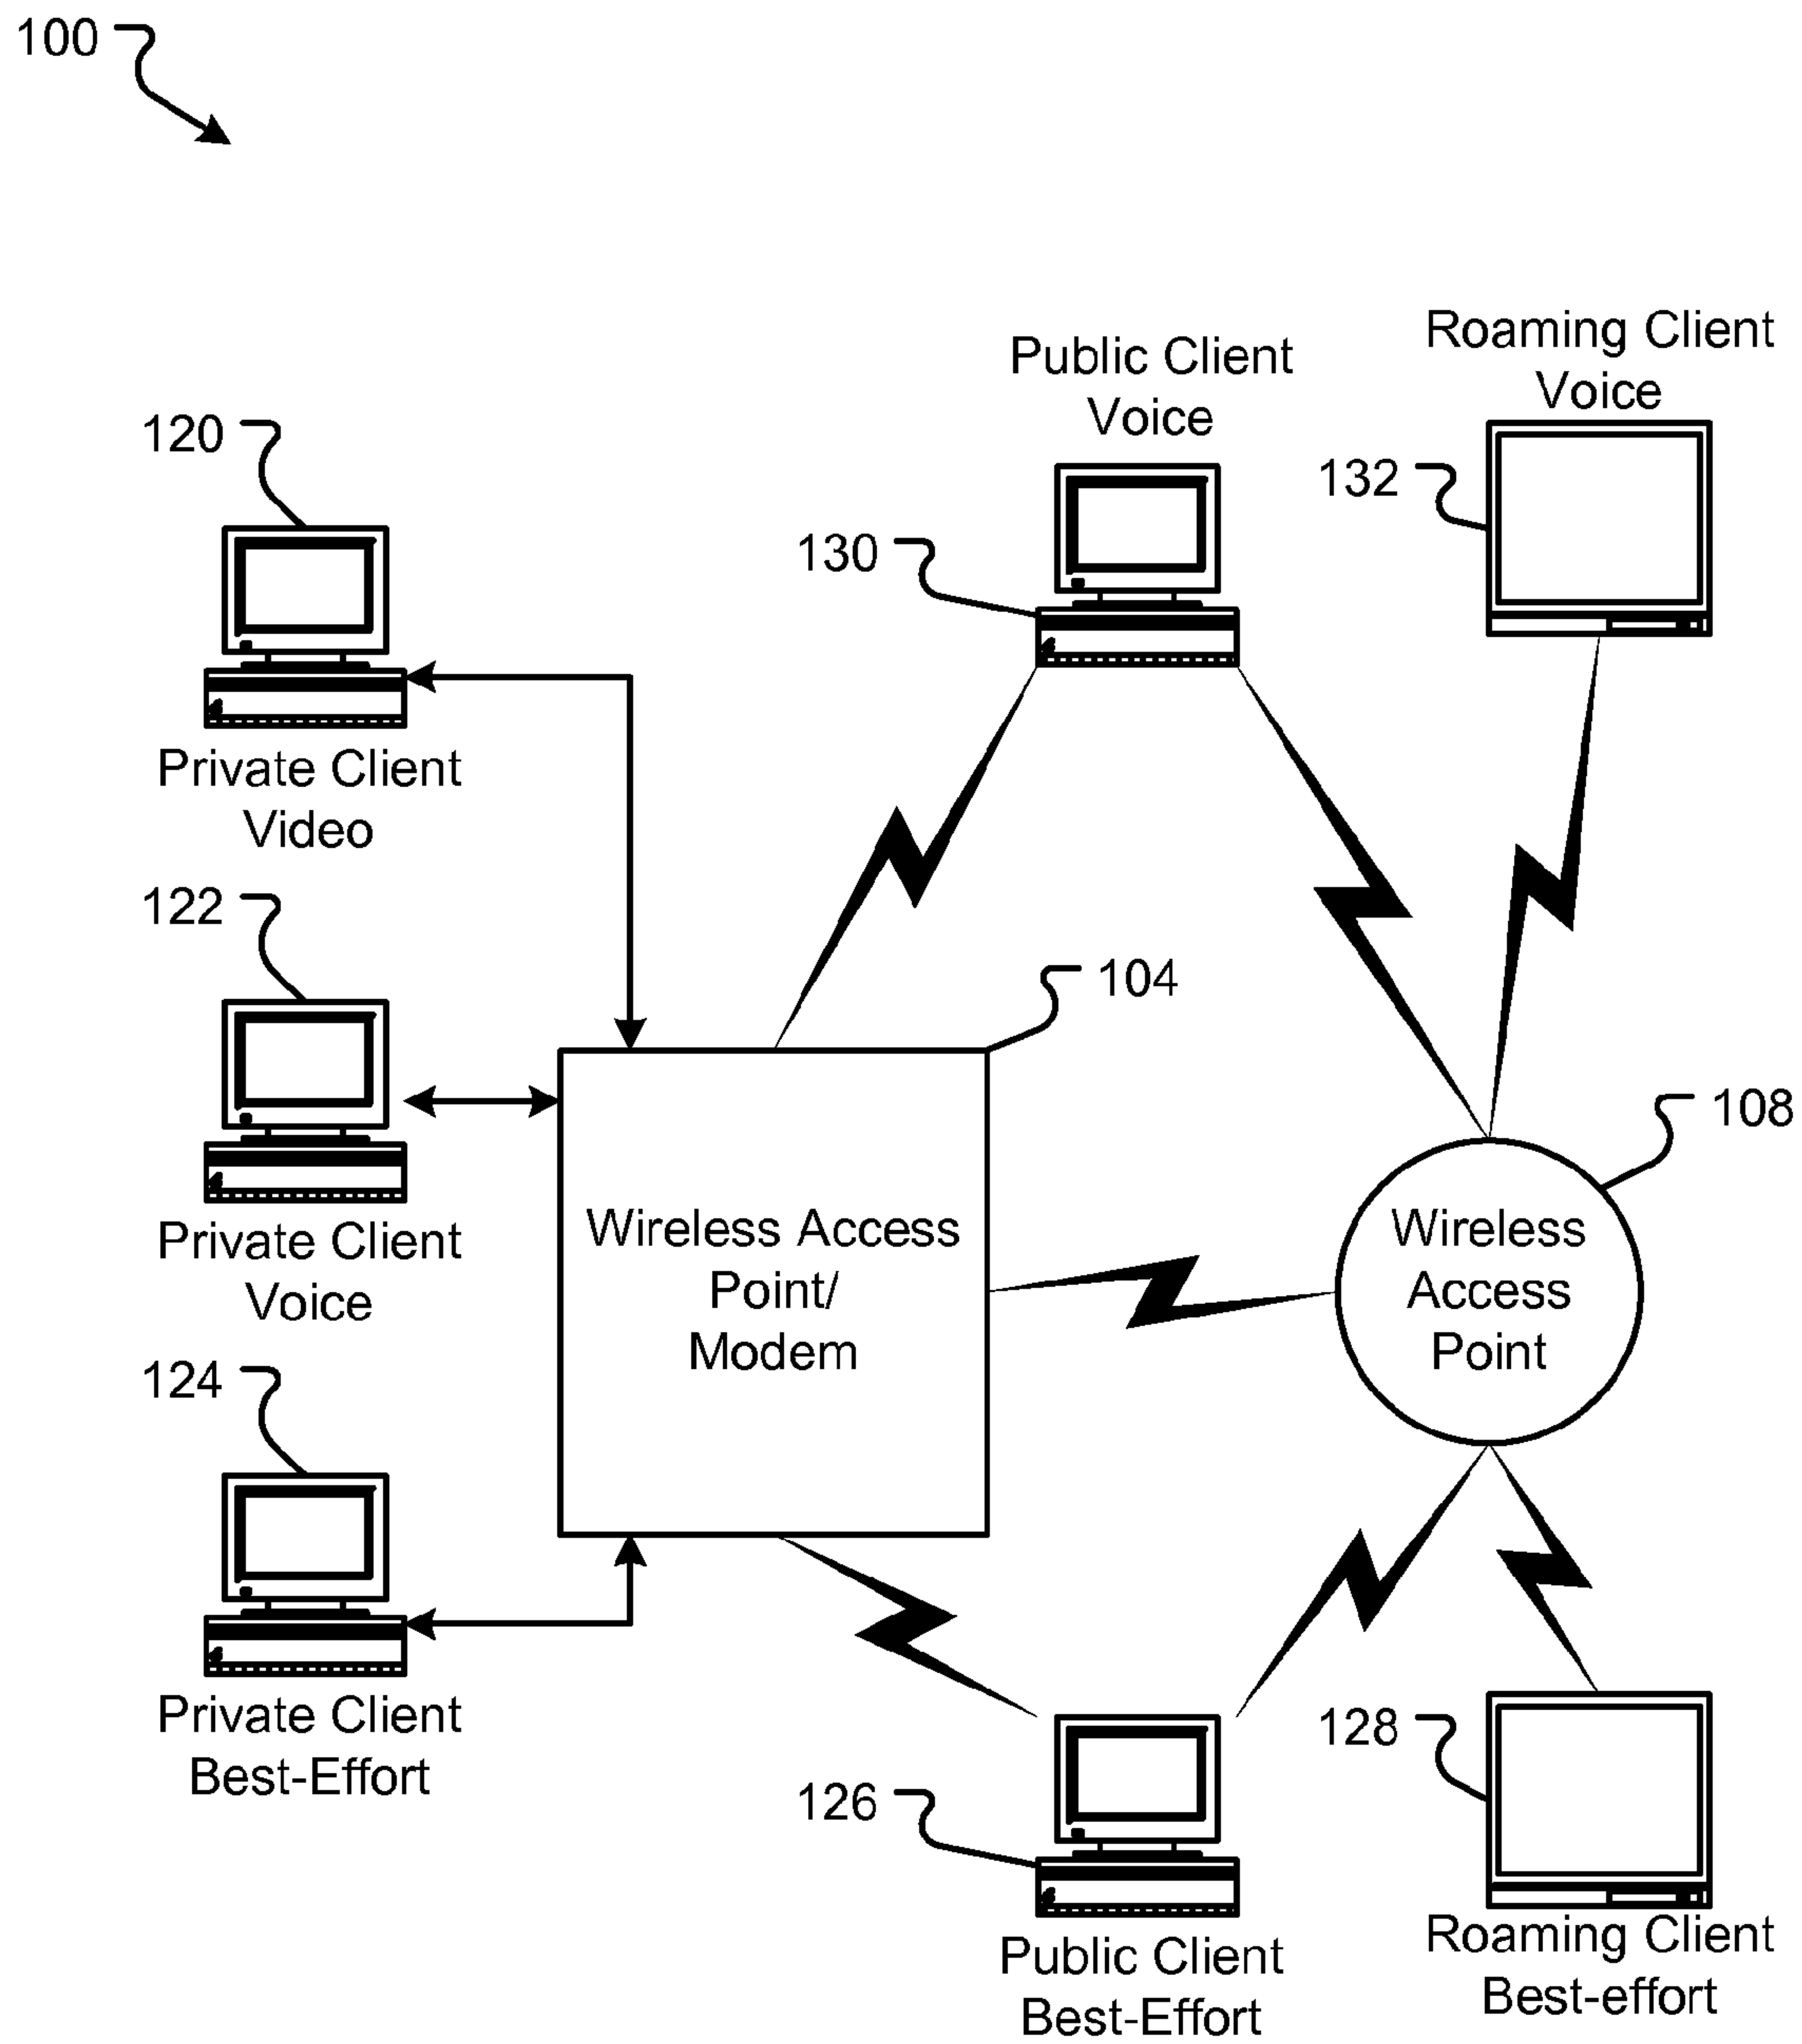 100
Public Client
Voice
Roaming Client
Voice
120
132
130
Private Client
Video
122
104
108
Private Client
Voice
Wireless Access
Point/
Modem
Wireless
Access
Point
124
Private Client
Best-Effort
126
128
Public Client
Best-Effort
Roaming Client
Best-effort